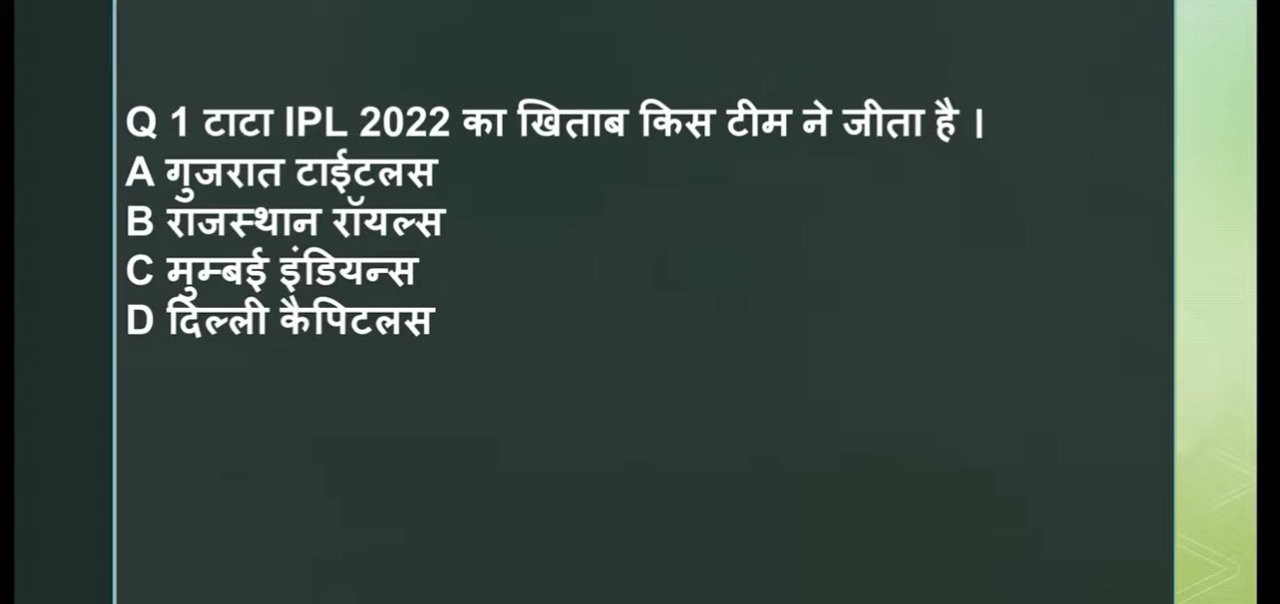 Q 1 टाटा IPL 2022 का खिताब किस टीम ने जीता है ।
A गुजरात टाईटलस
B राजस्थान रॉयल्स
C मुम्बई इंडियन्स
D दिल्ली कैपिटलस